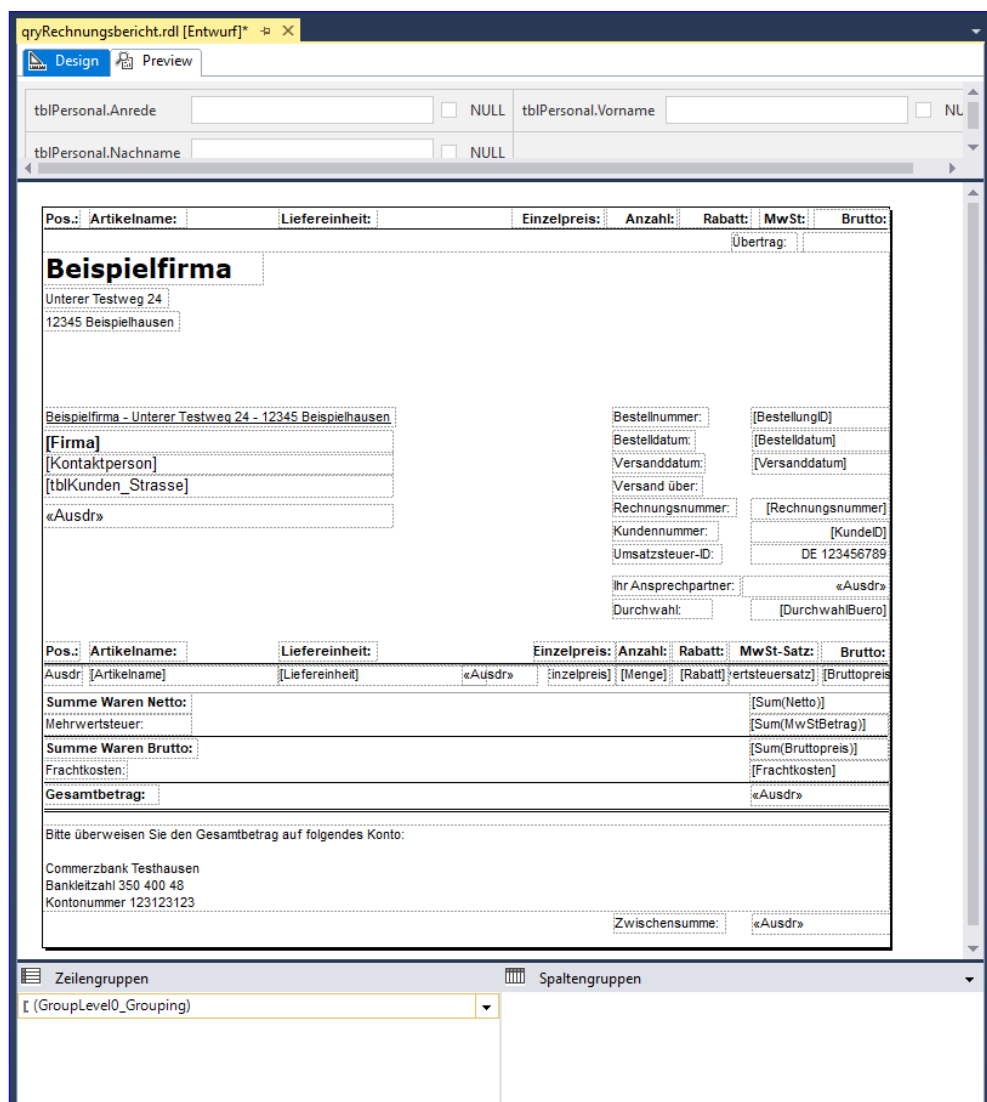 qryRechnungsbericht.rdl [Entwurf]*
Design Preview
tblPersonal.Anrede NULL tblPersonal.Vorname
tblPersonal.Nachname NULL
Pos.: Artikelname: Liefereinheit: Einzelpreis: Anzahl: Rabatt: MwSt: Brutto:
Übertrag:
Beispielfirma
Unterer Testweg 24
12345 Beispielhausen
Beispielfirma - Unterer Testweg 24 - 12345 Beispielhausen Bestellnummer: [BestellungID]
[Firma] Bestelldatum: [Bestelldatum]
[Kontaktperson] Versanddatum: [Versanddatum]
[tblKunden_Strasse] Versand über:
«Ausdr» Rechnungsnummer: [Rechnungsnummer]
Kundennummer: [KundeID]
Umsatzsteuer-ID: DE 123456789
Ihr Ansprechpartner: «Ausdr»
Durchwahl: [DurchwahlBuero]
Pos.: Artikelname: Liefereinheit: Einzelpreis: Anzahl: Rabatt: MwSt-Satz: Brutto:
Ausdr [Artikelname] [Liefereinheit] «Ausdr» inzelpreis] [Menge] [Rabatt] ertsteuersatz] [Bruttopreis
Summe Waren Netto: [Sum(Netto)]
Mehrwertsteuer: [Sum(MwStBetrag)]
Summe Waren Brutto: [Sum(Bruttopreis)]
Frachtkosten: [Frachtkosten]
Gesamtbetrag: «Ausdr»
Bitte überweisen Sie den Gesamtbetrag auf folgendes Konto:
Commerzbank Testhausen
Bankleitzahl 350 400 48
Kontonummer 123123123
Zwischensumme: «Ausdr»
Zeilengruppen Spaltengruppen
(GroupLevel0_Grouping)